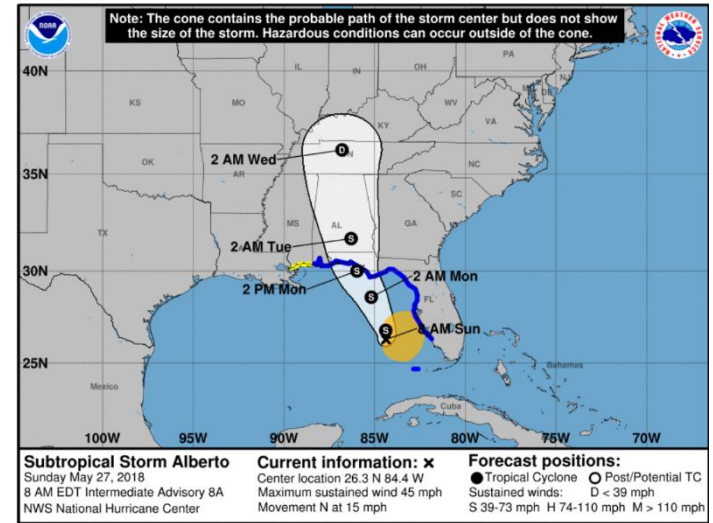 Note: The cone contains the probable path of the storm center but does not show
the size of the storm. Hazardous conditions can occur outside of the cone.
NOAA
NATIONAL WEATHER SERVICE
40N
35N
30N
25N
IL
IN
OH
PA
NJ
KS
MO
KY
WV
VA
OK
AR
NC
SC
TX
MS
AL
GA
FL
2 AM Wed
D
2 AM Tue
S
2 PM Mon
S
2 AM Mon
S
8 AM Sun
S
Mexico
Cuba
Bahamas
100W
95W
90W
85W
80W
75W
70W
Subtropical Storm Alberto
Sunday May 27, 2018
8 AM EDT Intermediate Advisory 8A
NWS National Hurricane Center
Current information: ×
Center location 26.3 N 84.4 W
Maximum sustained wind 45 mph
Movement N at 15 mph
Forecast positions:
● Tropical Cyclone ○ Post/Potential TC
Sustained winds: D < 39 mph
S 39-73 mph H 74-110 mph M > 110 mph